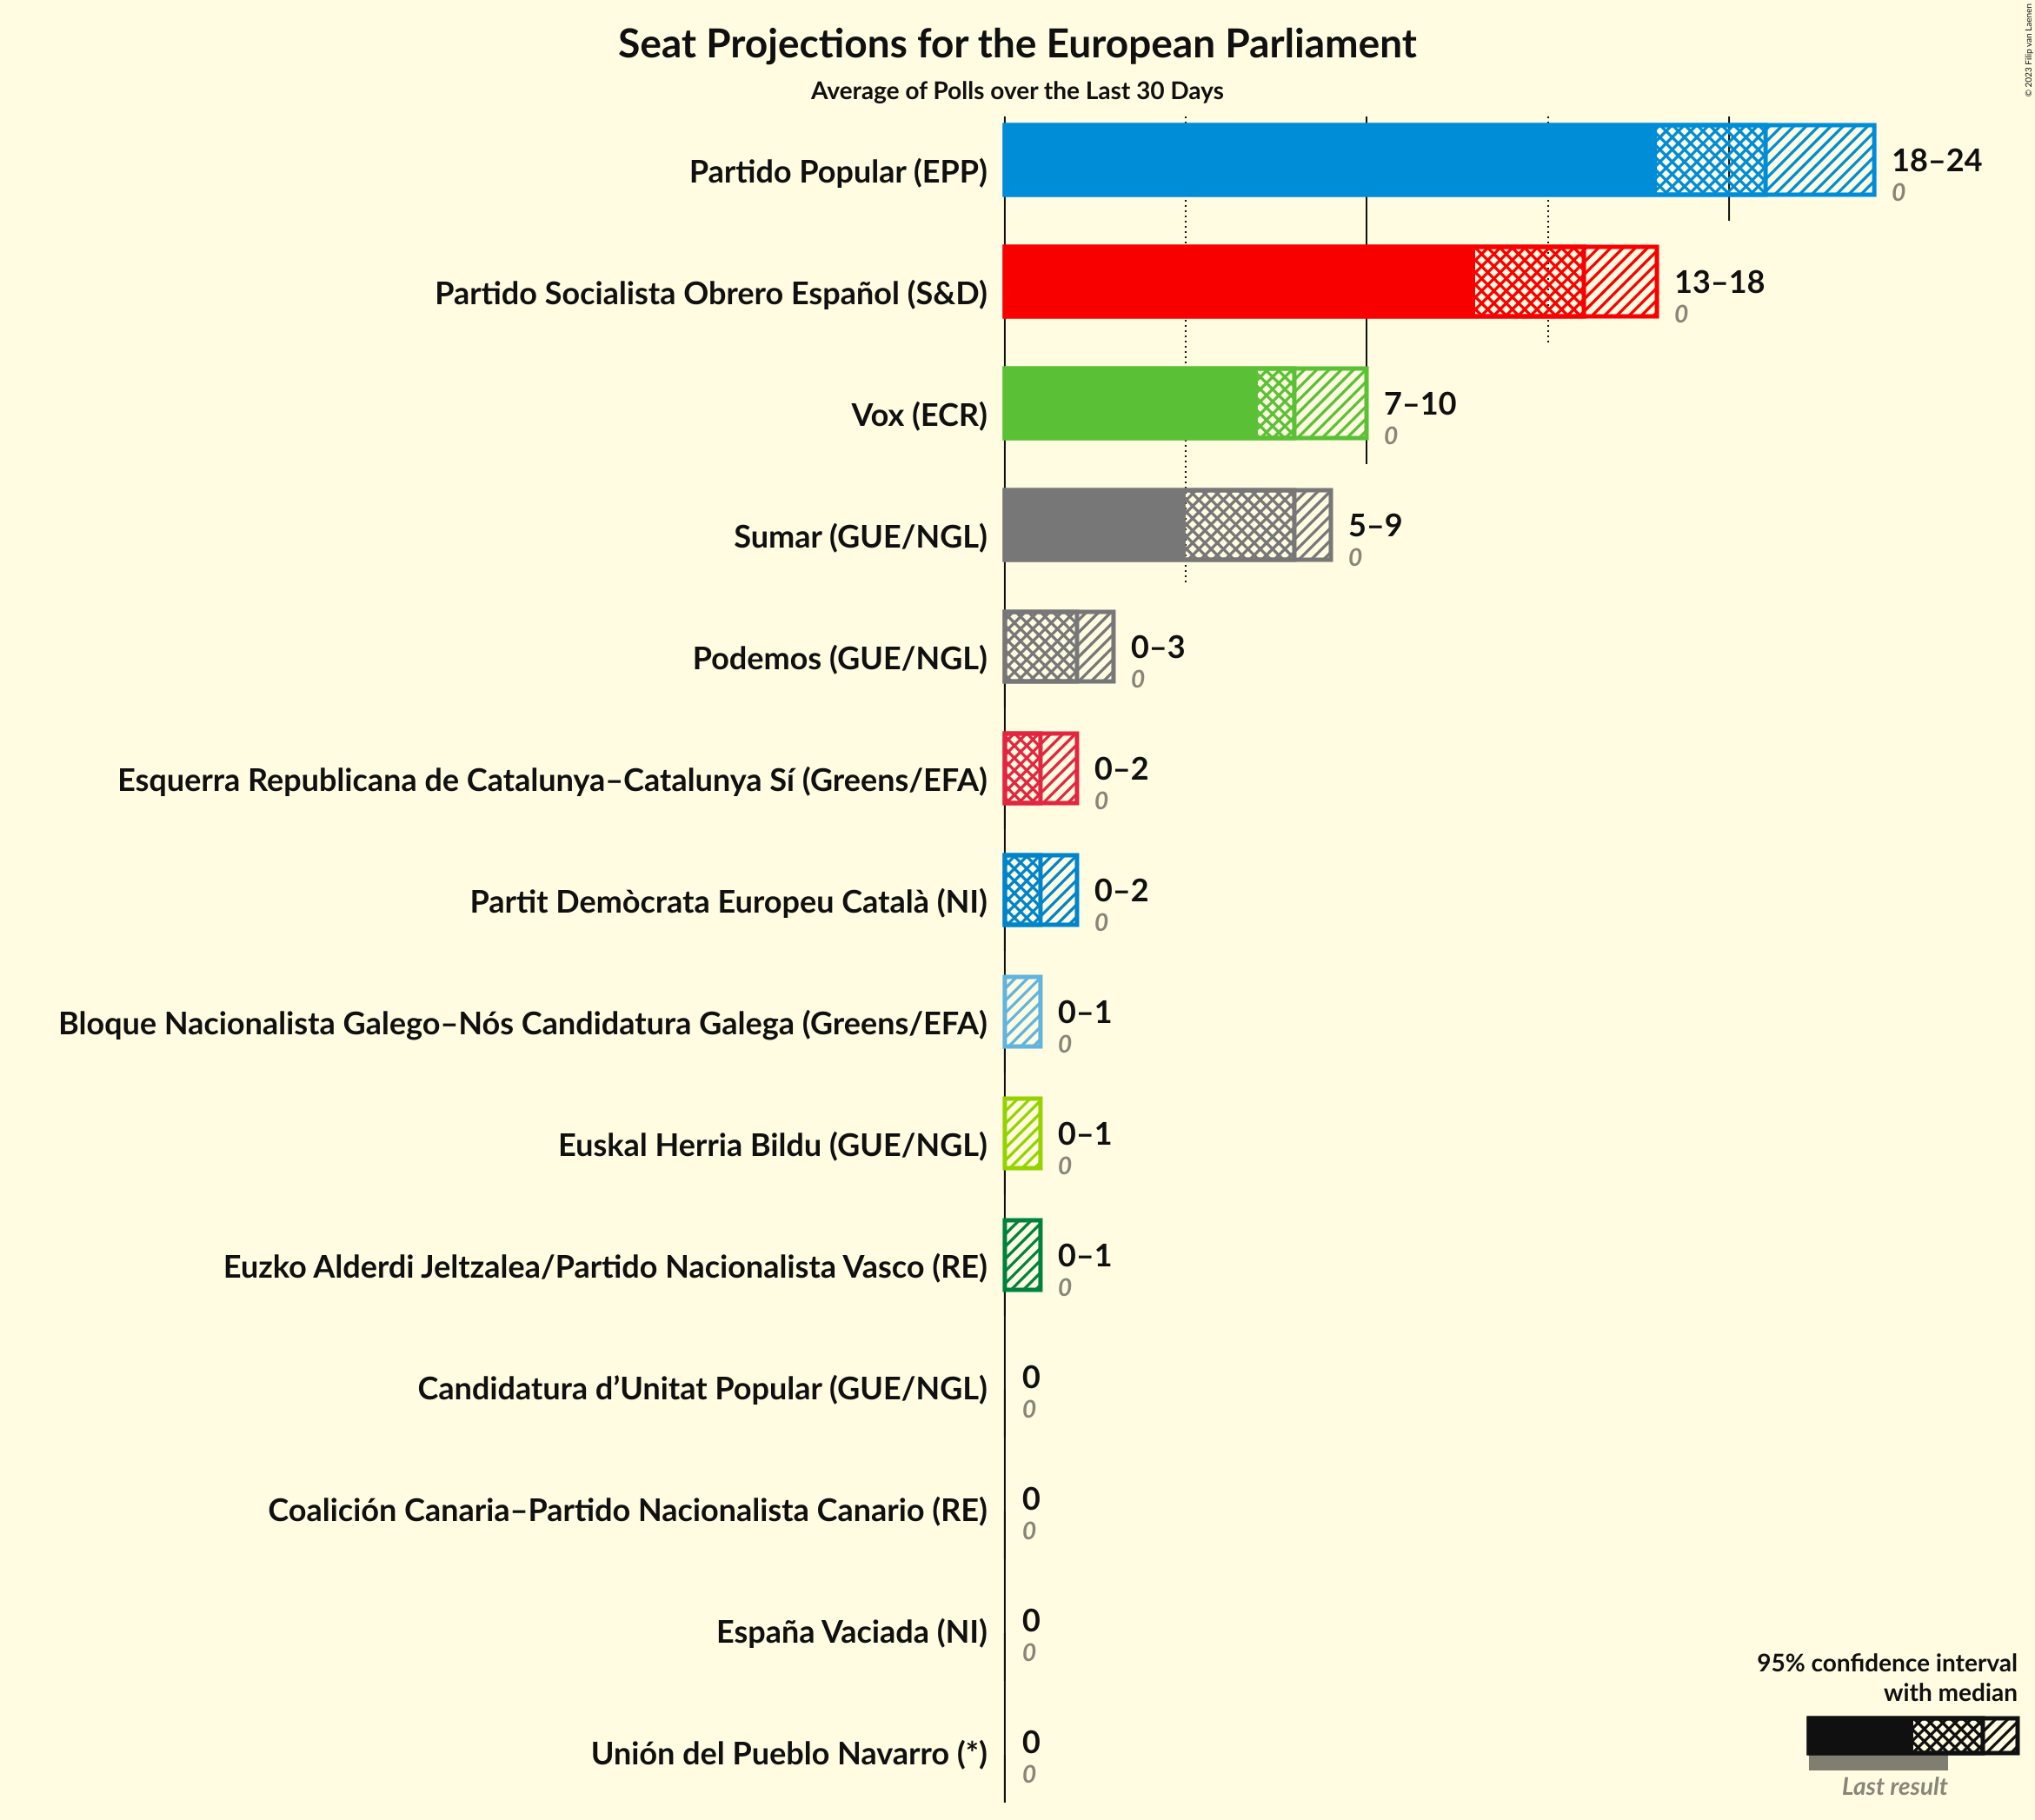 Seat Projections for the European Parliament
Average of Polls over the Last 30 Days
© 2023 Filip van Laenen
Partido Popular (EPP)
18–24
0
Partido Socialista Obrero Español (S&D)
13–18
0
Vox (ECR)
7–10
0
Sumar (GUE/NGL)
5–9
0
Podemos (GUE/NGL)
0–3
0
Esquerra Republicana de Catalunya–Catalunya Sí (Greens/EFA)
0–2
0
Partit Demòcrata Europeu Català (NI)
0–2
0
Bloque Nacionalista Galego–Nós Candidatura Galega (Greens/EFA)
0–1
0
Euskal Herria Bildu (GUE/NGL)
0–1
0
Euzko Alderdi Jeltzalea/Partido Nacionalista Vasco (RE)
0–1
0
Candidatura d’Unitat Popular (GUE/NGL)
0
0
Coalición Canaria–Partido Nacionalista Canario (RE)
0
0
España Vaciada (NI)
0
0
Unión del Pueblo Navarro (*)
0
0
95% confidence interval
with median
Last result